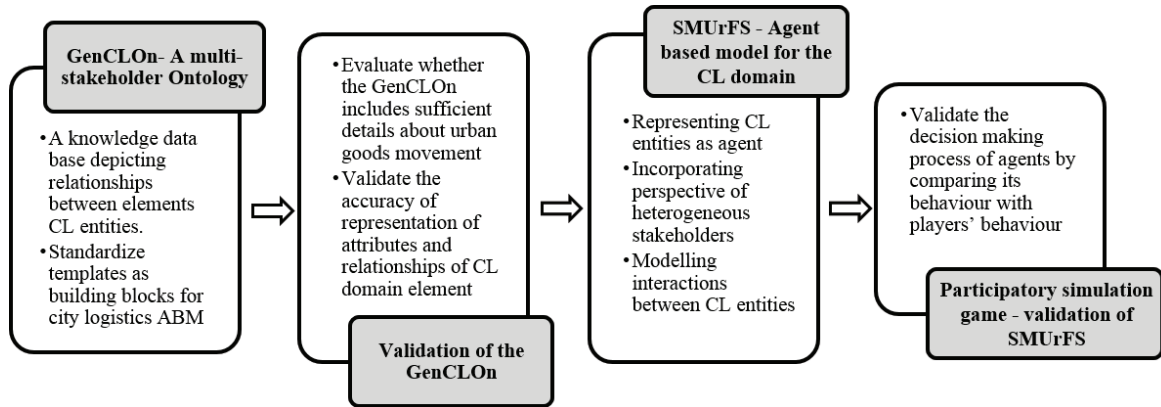 GenCLOn- A multi-
stakeholder Ontology
•A knowledge data
base depicting
relationships
between elements
CL entities.
•Standardize
templates as
building blocks for
city logistics ABM
•Evaluate whether
the GenCLOn
includes sufficient
details about urban
goods movement
•Validate the
accuracy of
representation of
attributes and
relationships of CL
domain element
Validation of the
GenCLOn
SMUrFS - Agent
based model for the
CL domain
•Representing CL
entities as agent
•Incorporating
perspective of
heterogeneous
stakeholders
•Modelling
interactions
between CL entities
•Validate the
decision making
process of agents by
comparing its
behaviour with
players’ behaviour
Participatory simulation
game - validation of
SMUrFS